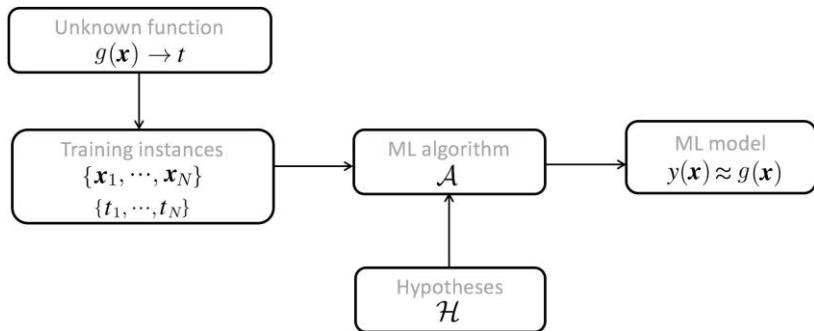 Unknown function
g(x) → t
Training instances
{x₁, ⋯, x_N}
{t₁, ⋯, t_N}
ML algorithm
𝒜
ML model
y(x) ≈ g(x)
Hypotheses
ℋ